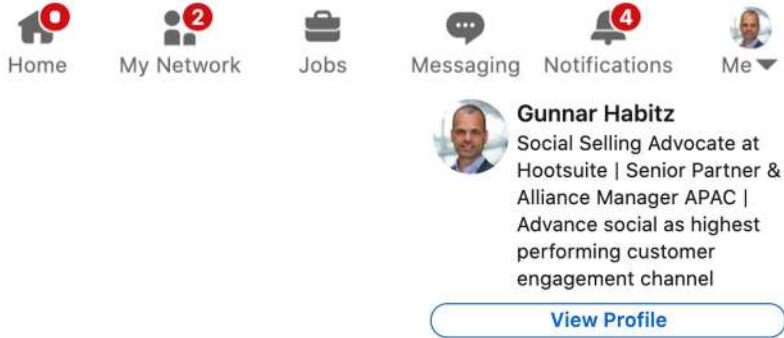 2
4
Home My Network Jobs Messaging Notifications Me
Gunnar Habitz
Social Selling Advocate at
Hootsuite | Senior Partner &
Alliance Manager APAC |
Advance social as highest
performing customer
engagement channel
View Profile